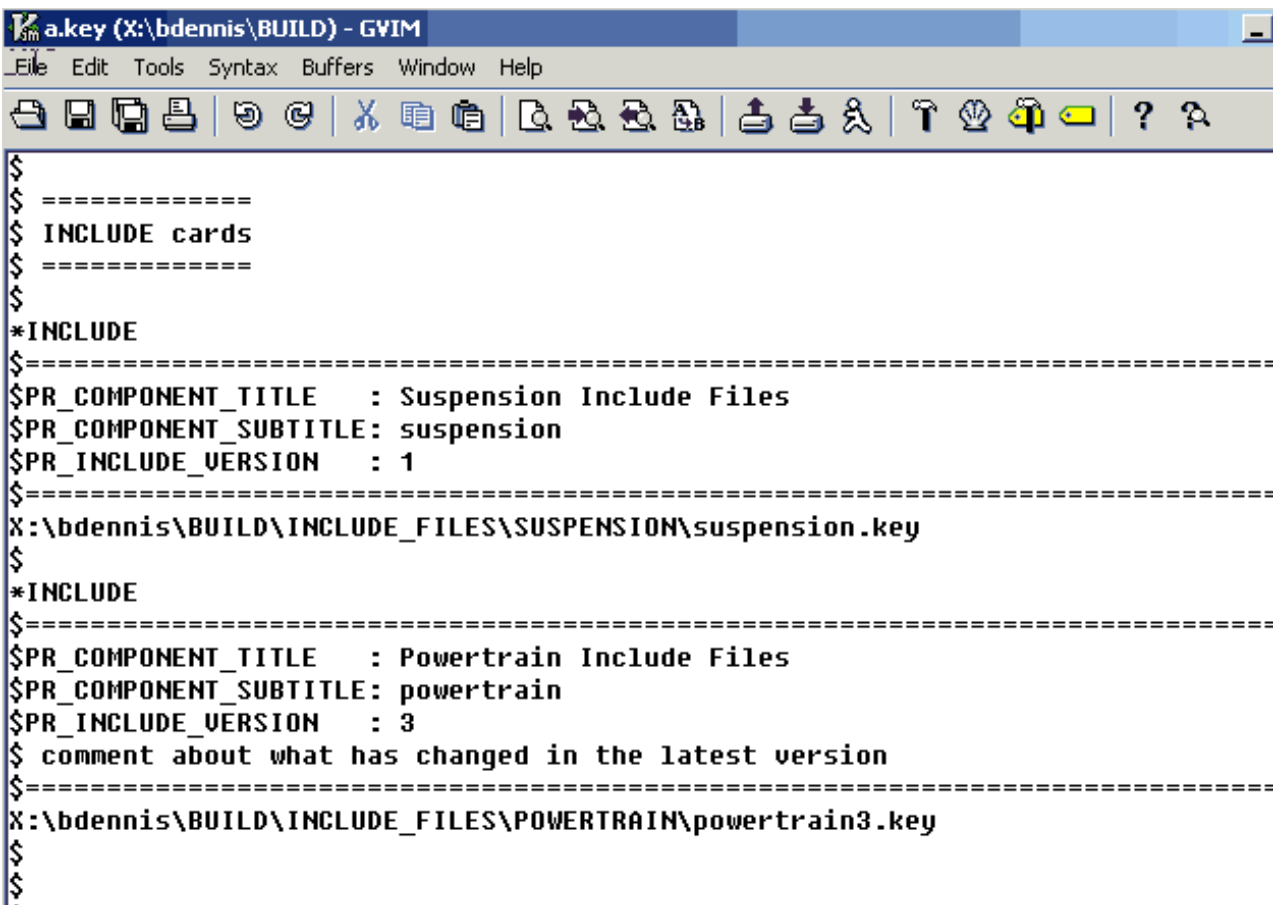 a.key (X:\bdennis\BUILD) - GVIM
File Edit Tools Syntax Buffers Window Help
$
$ =============
$ INCLUDE cards
$ =============
$
*INCLUDE
$=============================================================================
$PR_COMPONENT_TITLE   : Suspension Include Files
$PR_COMPONENT_SUBTITLE: suspension
$PR_INCLUDE_VERSION   : 1
$=============================================================================
X:\bdennis\BUILD\INCLUDE_FILES\SUSPENSION\suspension.key
$
*INCLUDE
$=============================================================================
$PR_COMPONENT_TITLE   : Powertrain Include Files
$PR_COMPONENT_SUBTITLE: powertrain
$PR_INCLUDE_VERSION   : 3
$ comment about what has changed in the latest version
$=============================================================================
X:\bdennis\BUILD\INCLUDE_FILES\POWERTRAIN\powertrain3.key
$
$